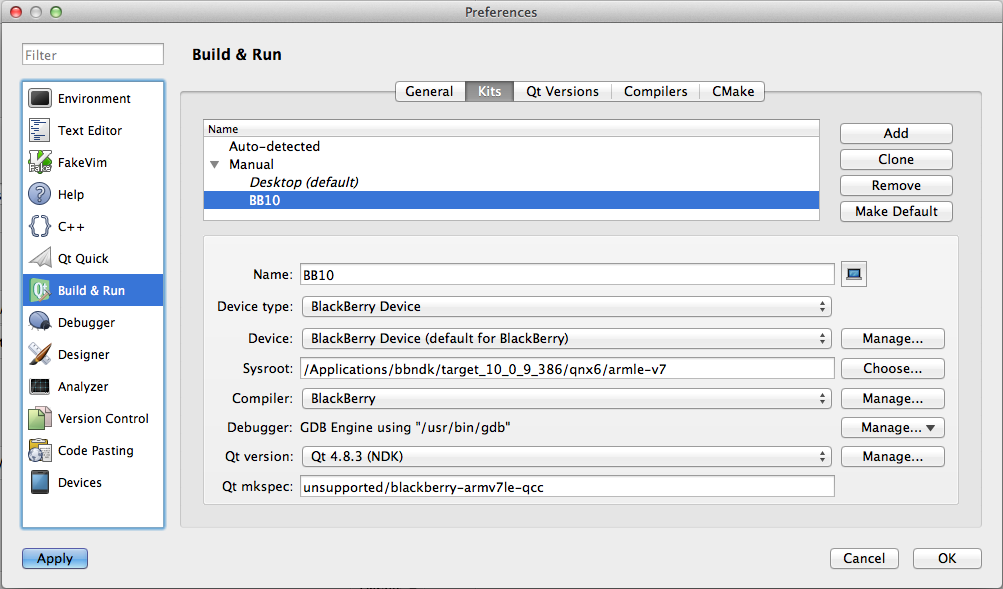 Preferences
Filter
Build & Run
Environment
Text Editor
FakeVim
Help
C++
Qt Quick
Build & Run
Debugger
Designer
Analyzer
Version Control
Code Pasting
Devices
General Kits Qt Versions Compilers CMake
Name
Auto-detected
Manual
Desktop (default)
BB10
Add
Clone
Remove
Make Default
Name: BB10
Device type: BlackBerry Device
Device: BlackBerry Device (default for BlackBerry) Manage...
Sysroot: /Applications/bbndk/target_10_0_9_386/qnx6/armle-v7 Choose...
Compiler: BlackBerry Manage...
Debugger: GDB Engine using "/usr/bin/gdb" Manage...
Qt version: Qt 4.8.3 (NDK) Manage...
Qt mkspec: unsupported/blackberry-armv7le-qcc
Apply Cancel OK